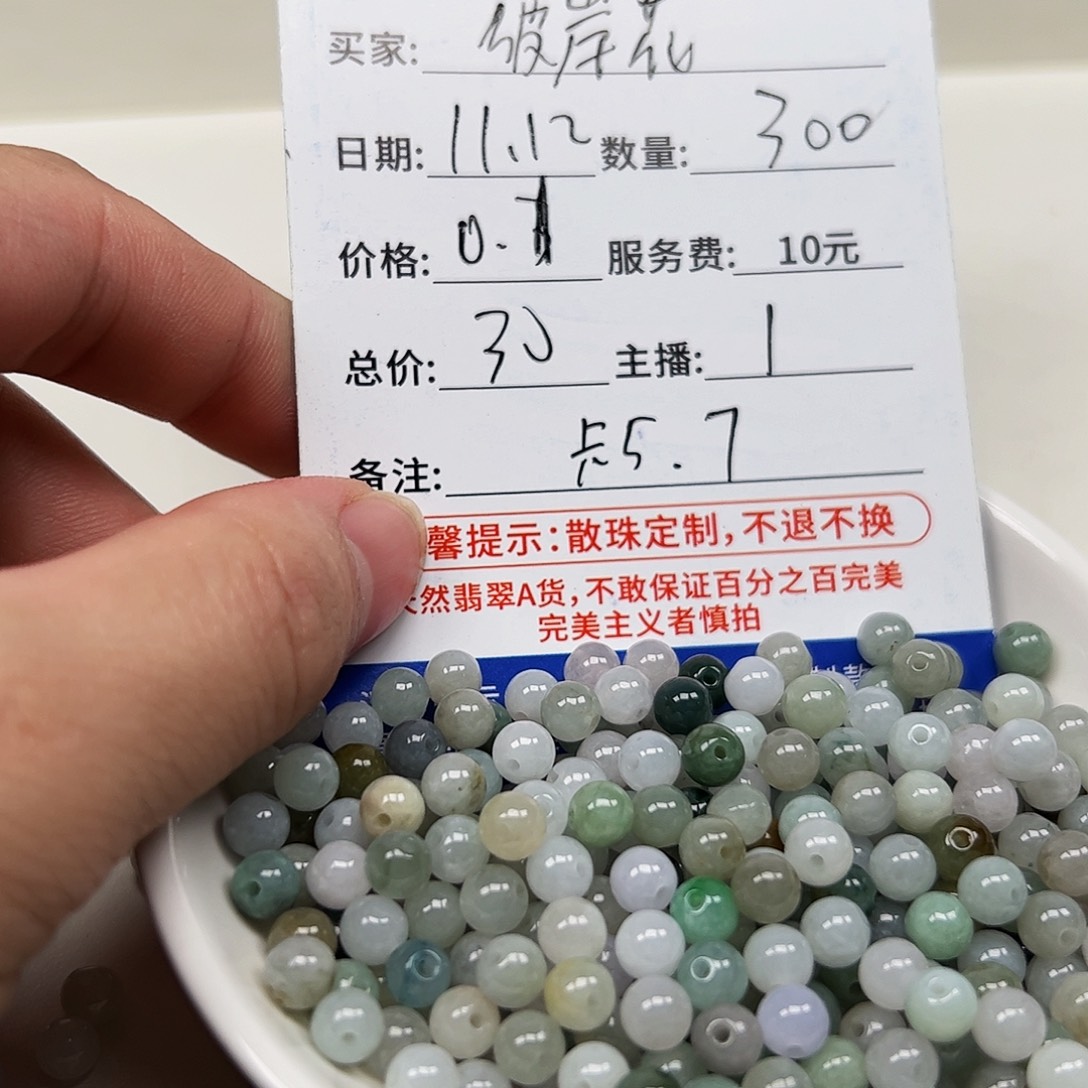 买家: 彼岸花
日期: 11.12 数量: 300
价格: 0.1 服务费: 10元
总价: 30 主播: 1
备注: 卡5.7
馨提示:散珠定制,不退不换
天然翡翠A货,不敢保证百分之百完美
完美主义者慎拍